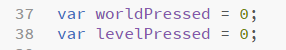 37 var worldPressed = 0;
38 var levelPressed = 0;